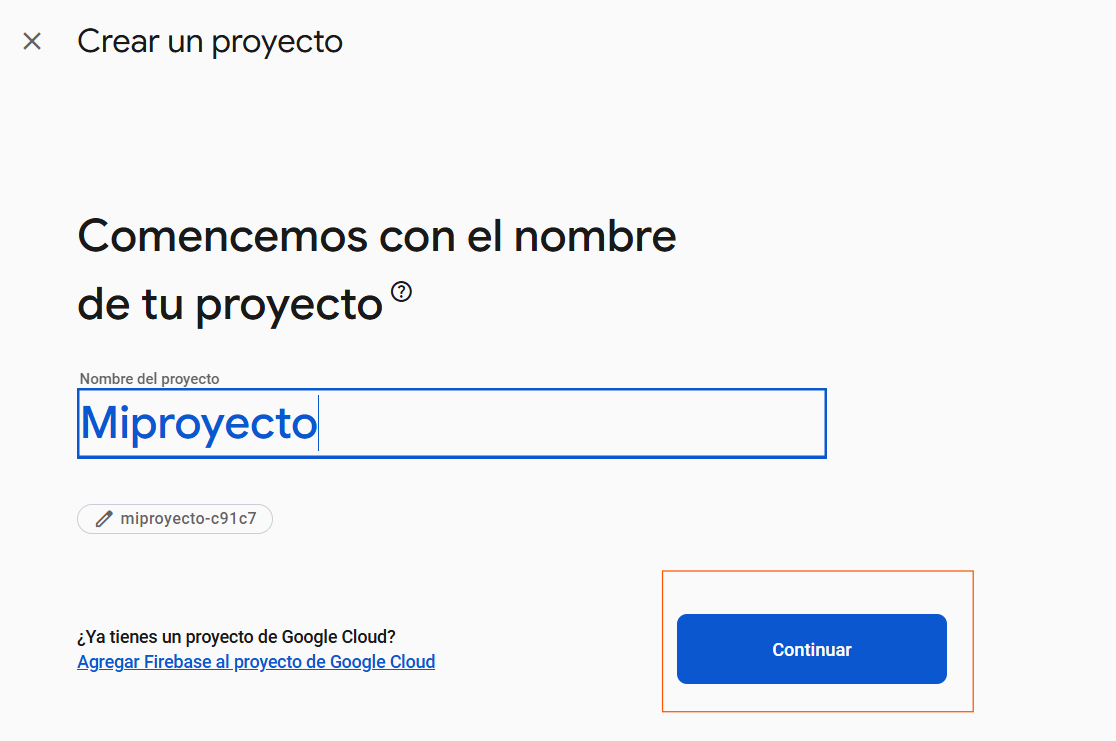 Crear un proyecto
Comencemos con el nombre
de tu proyecto
Nombre del proyecto
Miproyecto
miproyecto-c91c7
¿Ya tienes un proyecto de Google Cloud?
Agregar Firebase al proyecto de Google Cloud
Continuar